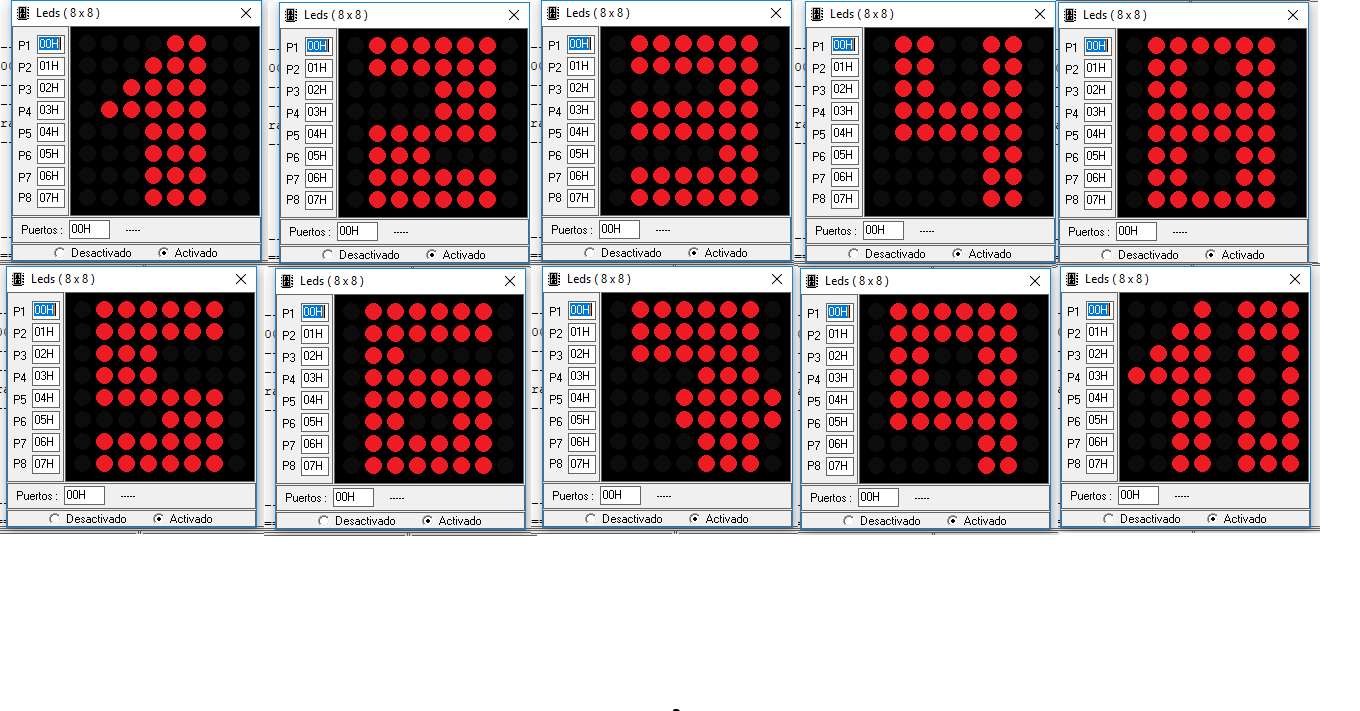 Leds ( 8 x 8 )
1
P1 00H
P2 01H
P3 02H
P4 03H
P5 04H
P6 05H
P7 06H
P8 07H
Puertos : 00H -----
Desactivado Activado
Leds ( 8 x 8 )
2
P1 00H
P2 01H
P3 02H
P4 03H
P5 04H
P6 05H
P7 06H
P8 07H
Puertos : 00H -----
Desactivado Activado
Leds ( 8 x 8 )
3
P1 00H
P2 01H
P3 02H
P4 03H
P5 04H
P6 05H
P7 06H
P8 07H
Puertos : 00H -----
Desactivado Activado
Leds ( 8 x 8 )
4
P1 00H
P2 01H
P3 02H
P4 03H
P5 04H
P6 05H
P7 06H
P8 07H
Puertos : 00H -----
Desactivado Activado
Leds ( 8 x 8 )
8
P1 00H
P2 01H
P3 02H
P4 03H
P5 04H
P6 05H
P7 06H
P8 07H
Puertos : 00H -----
Desactivado Activado
Leds ( 8 x 8 )
5
P1 00H
P2 01H
P3 02H
P4 03H
P5 04H
P6 05H
P7 06H
P8 07H
Puertos : 00H -----
Desactivado Activado
Leds ( 8 x 8 )
6
P1 00H
P2 01H
P3 02H
P4 03H
P5 04H
P6 05H
P7 06H
P8 07H
Puertos : 00H -----
Desactivado Activado
Leds ( 8 x 8 )
7
P1 00H
P2 01H
P3 02H
P4 03H
P5 04H
P6 05H
P7 06H
P8 07H
Puertos : 00H -----
Desactivado Activado
Leds ( 8 x 8 )
9
P1 00H
P2 01H
P3 02H
P4 03H
P5 04H
P6 05H
P7 06H
P8 07H
Puertos : 00H -----
Desactivado Activado
Leds ( 8 x 8 )
10
P1 00H
P2 01H
P3 02H
P4 03H
P5 04H
P6 05H
P7 06H
P8 07H
Puertos : 00H -----
Desactivado Activado